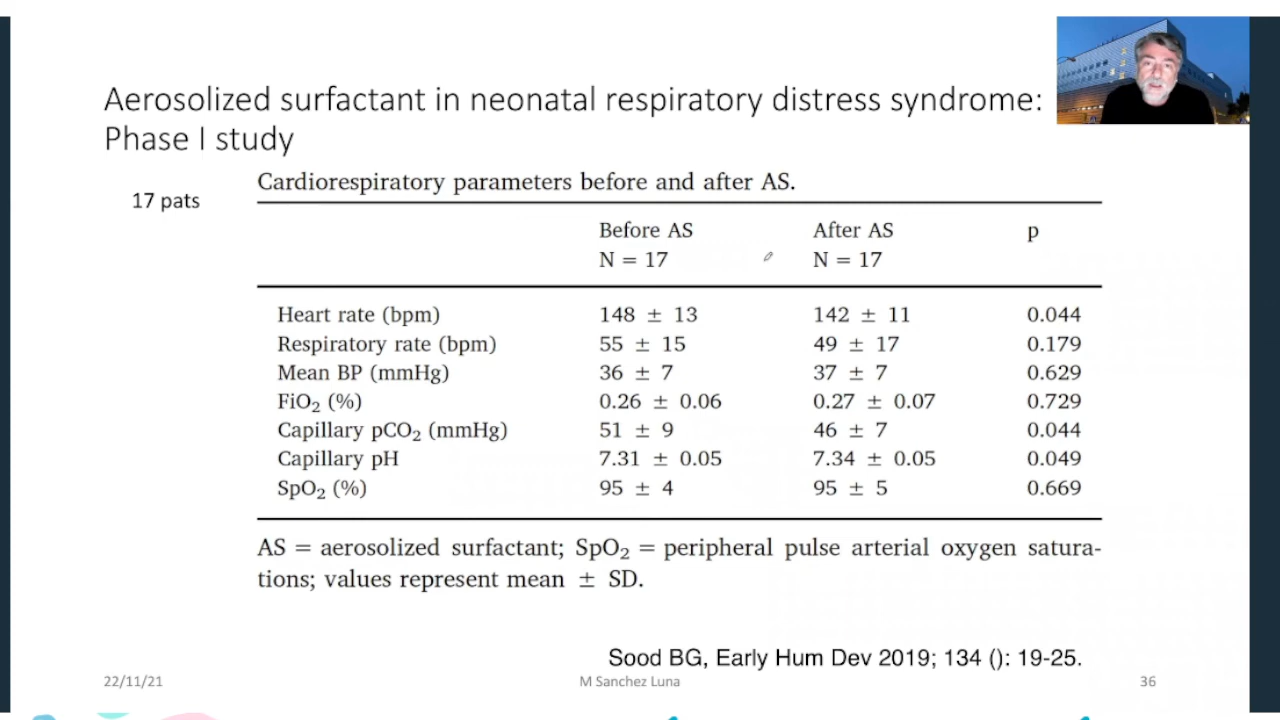 Aerosolized surfactant in neonatal respiratory distress syndrome:
Phase I study
17 pats
Cardiorespiratory parameters before and after AS.
Before AS After AS p
N = 17 N = 17
Heart rate (bpm) 148 ± 13 142 ± 11 0.044
Respiratory rate (bpm) 55 ± 15 49 ± 17 0.179
Mean BP (mmHg) 36 ± 7 37 ± 7 0.629
FiO₂ (%) 0.26 ± 0.06 0.27 ± 0.07 0.729
Capillary pCO₂ (mmHg) 51 ± 9 46 ± 7 0.044
Capillary pH 7.31 ± 0.05 7.34 ± 0.05 0.049
SpO₂ (%) 95 ± 4 95 ± 5 0.669
AS = aerosolized surfactant; SpO₂ = peripheral pulse arterial oxygen satura-
tions; values represent mean ± SD.
Sood BG, Early Hum Dev 2019; 134 (): 19-25.
22/11/21 M Sanchez Luna 36